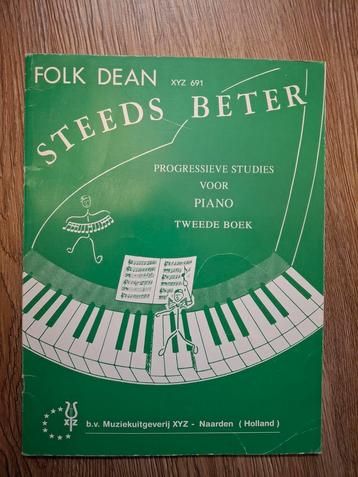 FOLK DEAN XYZ 691
STEEDS BETER
PROGRESSIEVE STUDIES
VOOR
PIANO
TWEEDE BOEK
XYZ
b.v. Muziekuitgeverij XYZ - Naarden ( Holland )